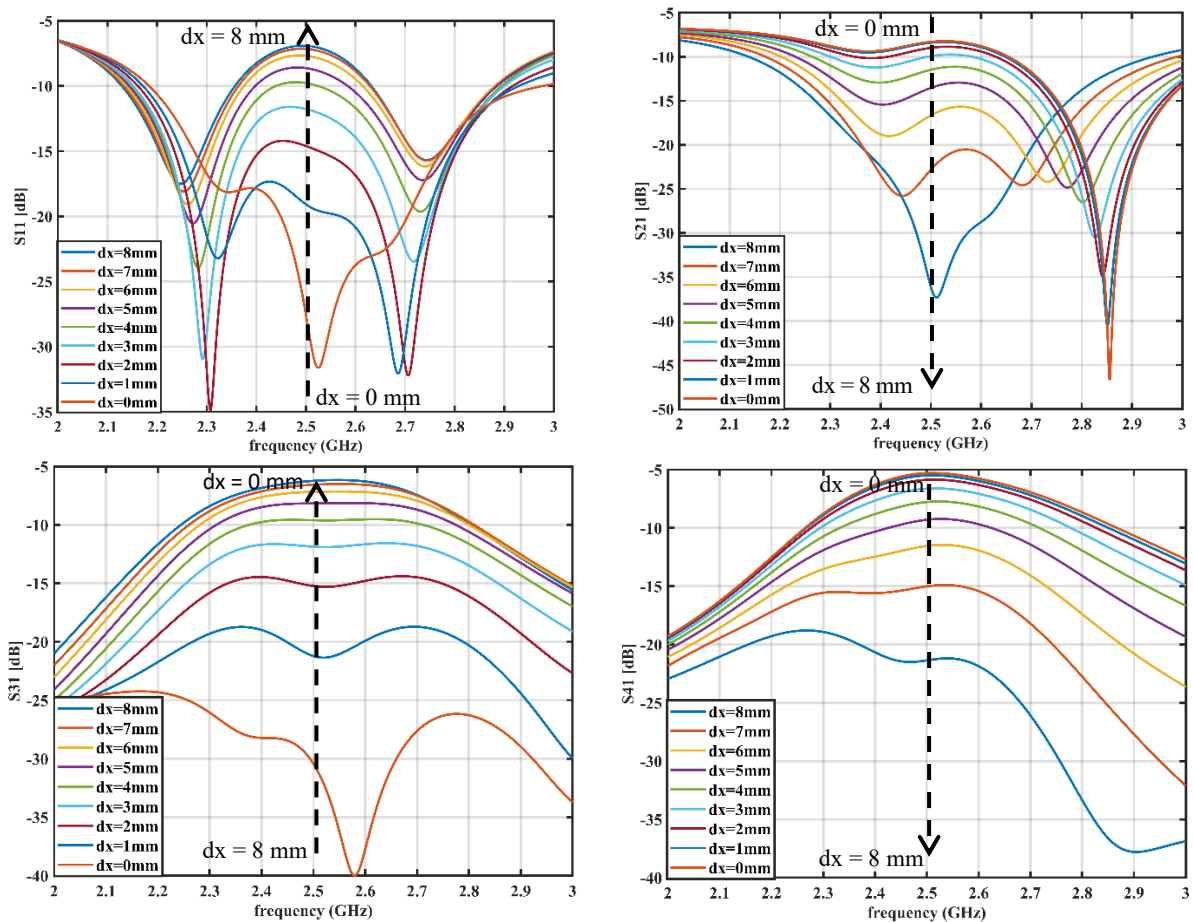 -5
-10
-15
-20
-25
-30
-35
S11 [dB]
dx = 8 mm
dx=8mm
dx=7mm
dx=6mm
dx=5mm
dx=4mm
dx=3mm
dx=2mm
dx=1mm
dx=0mm
dx = 0 mm
2 2.1 2.2 2.3 2.4 2.5 2.6 2.7 2.8 2.9 3
frequency (GHz)
-5
-10
-15
-20
-25
-30
-35
-40
-45
-50
S21 [dB]
dx = 0 mm
dx=8mm
dx=7mm
dx=6mm
dx=5mm
dx=4mm
dx=3mm
dx=2mm
dx=1mm
dx=0mm
dx = 8 mm
2 2.1 2.2 2.3 2.4 2.5 2.6 2.7 2.8 2.9 3
frequency (GHz)
-5
-10
-15
-20
-25
-30
-35
-40
S31 [dB]
dx = 0 mm
dx=8mm
dx=7mm
dx=6mm
dx=5mm
dx=4mm
dx=3mm
dx=2mm
dx=1mm
dx=0mm
dx = 8 mm
2 2.1 2.2 2.3 2.4 2.5 2.6 2.7 2.8 2.9 3
frequency (GHz)
-5
-10
-15
-20
-25
-30
-35
-40
S41 [dB]
dx = 0 mm
dx=8mm
dx=7mm
dx=6mm
dx=5mm
dx=4mm
dx=3mm
dx=2mm
dx=1mm
dx=0mm
dx = 8 mm
2 2.1 2.2 2.3 2.4 2.5 2.6 2.7 2.8 2.9 3
frequency (GHz)